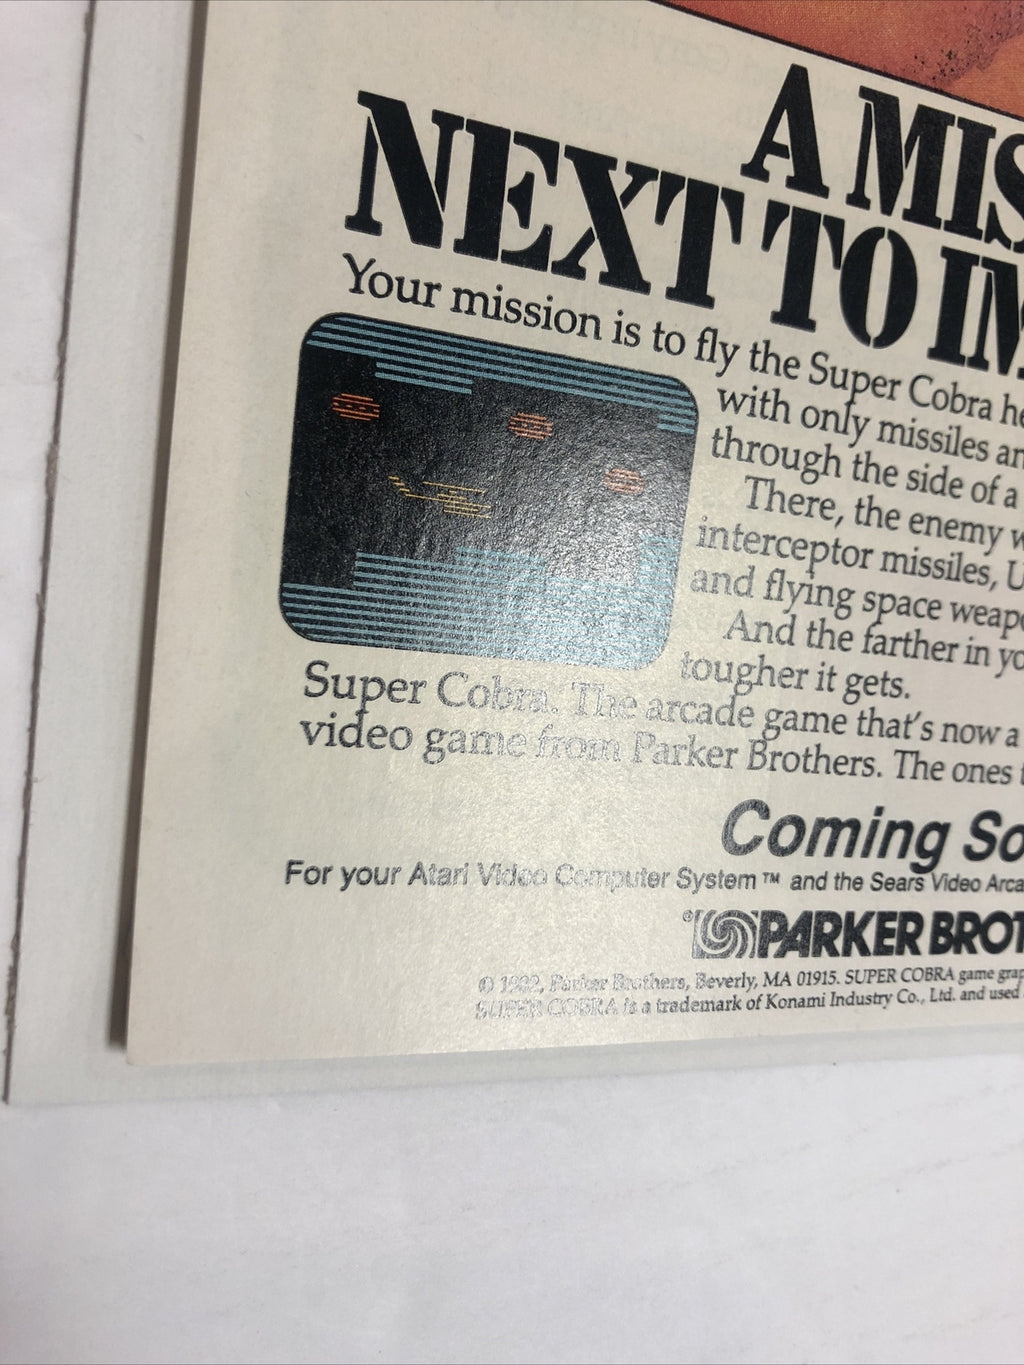 A MIS
NEXT TO IM
Your mission is to fly the Super Cobra he
with only missiles an
through the side of a
There, the enemy w
interceptor missiles, U
and flying space weapo
And the farther in yo
tougher it gets.
Super Cobra. The arcade game that's now a
video game from Parker Brothers. The ones t
Coming So
For your Atari Video Computer System™ and the Sears Video Arca
PARKER BROT
© 1982, Parker Brothers, Beverly, MA 01915. SUPER COBRA game grap
SUPER COBRA is a trademark of Konami Industry Co., Ltd. and used